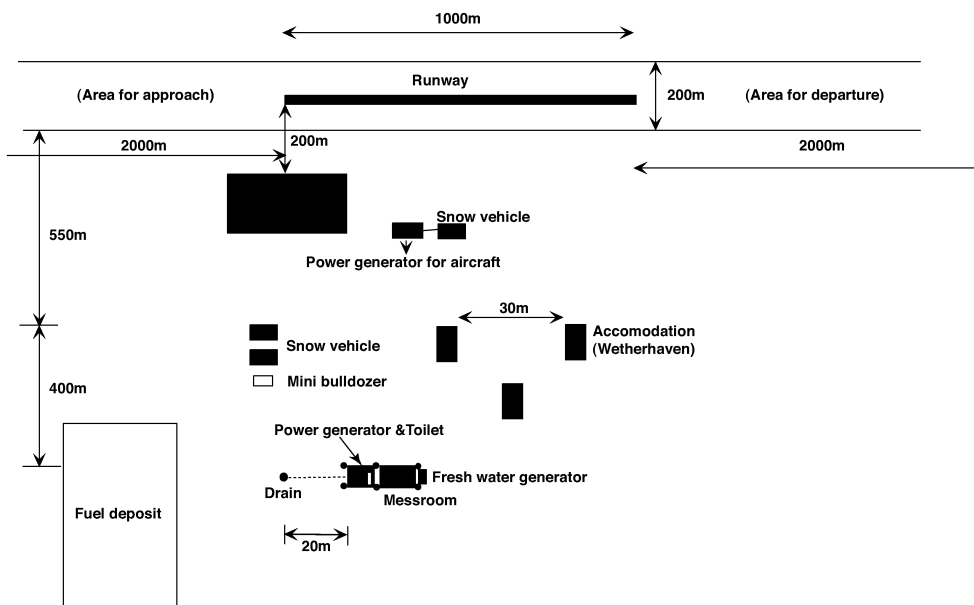 1000m
Runway
(Area for approach)
200m
(Area for departure)
2000m
200m
2000m
550m
Snow vehicle
Power generator for aircraft
30m
Accomodation
(Wetherhaven)
Snow vehicle
400m
Mini bulldozer
Power generator &Toilet
Fresh water generator
Drain
Messroom
Fuel deposit
20m